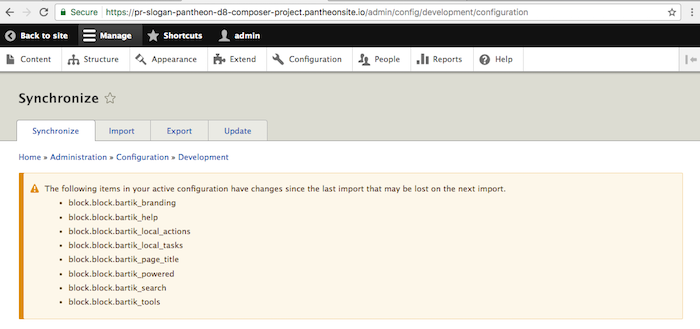 Secure https://pr-slogan-pantheon-d8-composer-project.pantheonsite.io/admin/config/development/configuration
Back to site Manage Shortcuts admin
Content Structure Appearance Extend Configuration People Reports Help
Synchronize
Synchronize Import Export Update
Home » Administration » Configuration » Development
The following items in your active configuration have changes since the last import that may be lost on the next import.
• block.block.bartik_branding
• block.block.bartik_help
• block.block.bartik_local_actions
• block.block.bartik_local_tasks
• block.block.bartik_page_title
• block.block.bartik_powered
• block.block.bartik_search
• block.block.bartik_tools